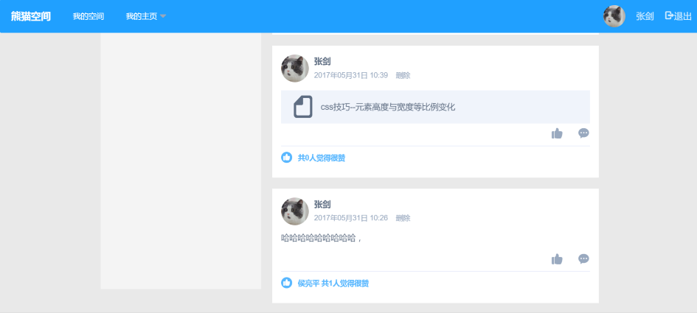 熊猫空间 我的空间 我的主页 张剑 退出
张剑
2017年05月31日 10:39 删除
css技巧--元素高度与宽度等比例变化
共0人觉得很赞
张剑
2017年05月31日 10:26 删除
哈哈哈哈哈哈哈哈哈，
侯亮平 共1人觉得很赞